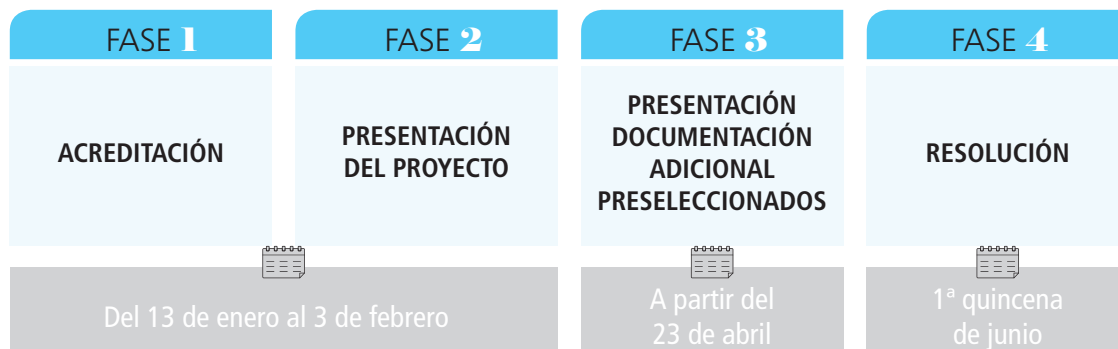 FASE 1
FASE 2
FASE 3
FASE 4
ACREDITACIÓN
PRESENTACIÓN
DEL PROYECTO
PRESENTACIÓN
DOCUMENTACIÓN
ADICIONAL
PRESELECCIONADOS
RESOLUCIÓN
Del 13 de enero al 3 de febrero
A partir del
23 de abril
1ª quincena
de junio